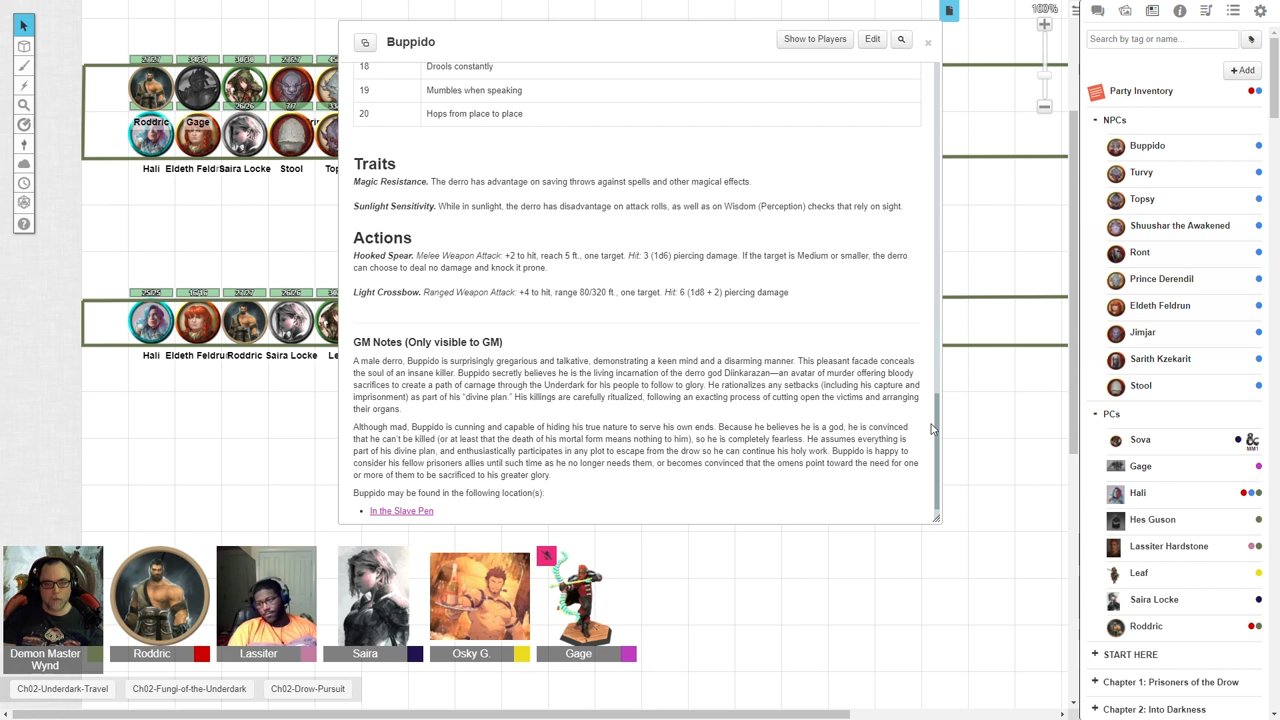 Buppido
Show to Players
Edit
100%
Search by tag or name...
+ Add
18 Drools constantly
19 Mumbles when speaking
20 Hops from place to place
Roddric
Gage
26/26
7/7
Hali
Saira Locke
Stool
Traits
Magic Resistance. The derro has advantage on saving throws against spells and other magical effects.
Sunlight Sensitivity. While in sunlight, the derro has disadvantage on attack rolls, as well as on Wisdom (Perception) checks that rely on sight.
Actions
Hooked Spear. Melee Weapon Attack: +2 to hit, reach 5 ft., one target. Hit: 3 (1d6) piercing damage. If the target is Medium or smaller, the derro
can choose to deal no damage and knock it prone.
Light Crossbow. Ranged Weapon Attack: +4 to hit, range 80/320 ft., one target. Hit: 6 (1d8 + 2) piercing damage
GM Notes (Only visible to GM)
A male derro, Buppido is surprisingly gregarious and talkative, demonstrating a keen mind and a disarming manner. This pleasant facade conceals
the soul of an insane killer. Buppido secretly believes he is the living incarnation of the derro god Diinkarazan—an avatar of murder offering bloody
sacrifices to create a path of carnage through the Underdark for his people to follow to glory. He rationalizes any setbacks (including his capture and
imprisonment) as part of his “divine plan.” His killings are carefully ritualized, following an exacting process of cutting open the victims and arranging
their organs.
Although mad, Buppido is cunning and capable of hiding his true nature to serve his own ends. Because he believes he is a god, he is convinced
that he can’t be killed (or at least that the death of his mortal form means nothing to him), so he is completely fearless. He assumes everything is
part of his divine plan, and enthusiastically participates in any plot to escape from the drow so he can continue his holy work. Buppido is happy to
consider his fellow prisoners allies until such time as he no longer needs them, or becomes convinced that the omens point toward the need for one
or more of them to be sacrificed to his greater glory.
Buppido may be found in the following location(s):
In the Slave Pen
Hali
Roddric
Saira Locke
Party Inventory
NPCs
Buppido
Turvy
Topsy
Shuushar the Awakened
Ront
Prince Derendil
Eldeth Feldrun
Jimjar
Sarith Kzekarit
Stool
PCs
Sova
MM1
Gage
Hali
Hes Guson
Lassiter Hardstone
Leaf
Saira Locke
Roddric
START HERE
Chapter 1: Prisoners of the Drow
Chapter 2: Into Darkness
Demon Master
Wynd
Roddric
Lassiter
Saira
Osky G.
Gage
Ch02-Underdark-Travel
Ch02-Fungi-of-the-Underdark
Ch02-Drow-Pursuit